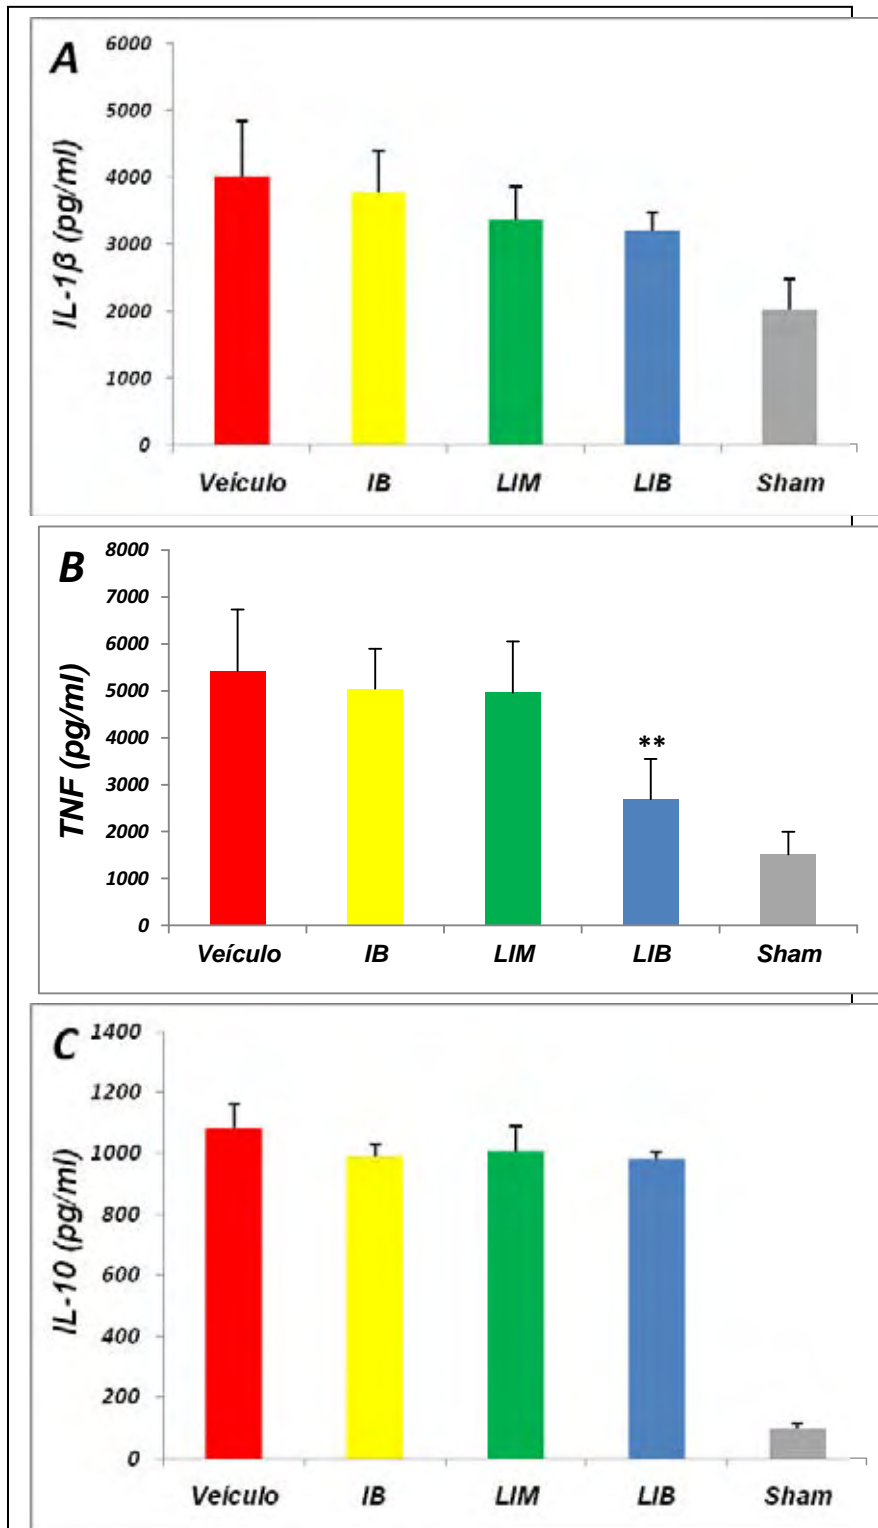 A
IL-1β (pg/ml)
6000
5000
4000
3000
2000
1000
0
Veículo IB LIM LIB Sham
B
TNF (pg/ml)
8000
7000
6000
5000
4000
3000
2000
1000
0
**
Veículo IB LIM LIB Sham
C
IL-10 (pg/ml)
1400
1200
1000
800
600
400
200
0
Veículo IB LIM LIB Sham